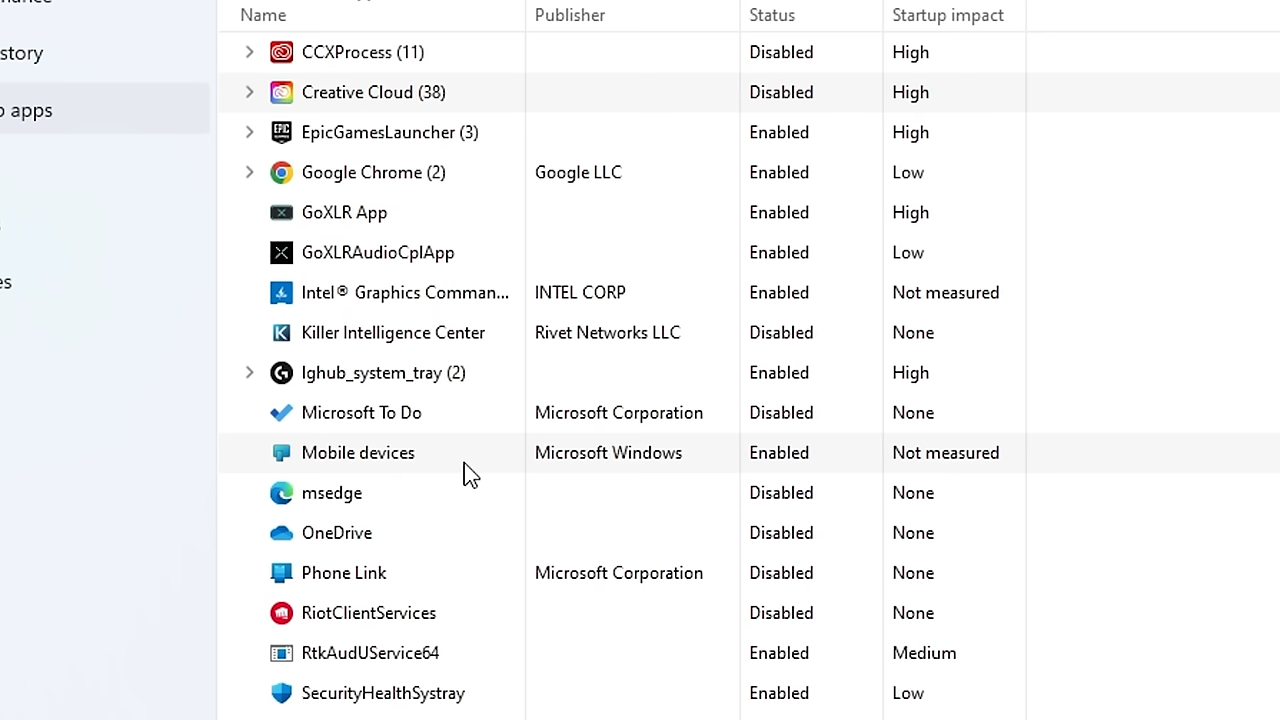 Name Publisher Status Startup impact
story
CCXProcess (11) Disabled High
Creative Cloud (38) Disabled High
apps
EpicGamesLauncher (3) Enabled High
Google Chrome (2) Google LLC Enabled Low
GoXLR App Enabled High
GoXLRAudioCplApp Enabled Low
es
Intel® Graphics Comman... INTEL CORP Enabled Not measured
Killer Intelligence Center Rivet Networks LLC Disabled None
lghub_system_tray (2) Enabled High
Microsoft To Do Microsoft Corporation Disabled None
Mobile devices Microsoft Windows Enabled Not measured
msedge Disabled None
OneDrive Disabled None
Phone Link Microsoft Corporation Disabled None
RiotClientServices Disabled None
RtkAudUService64 Enabled Medium
SecurityHealthSystray Enabled Low